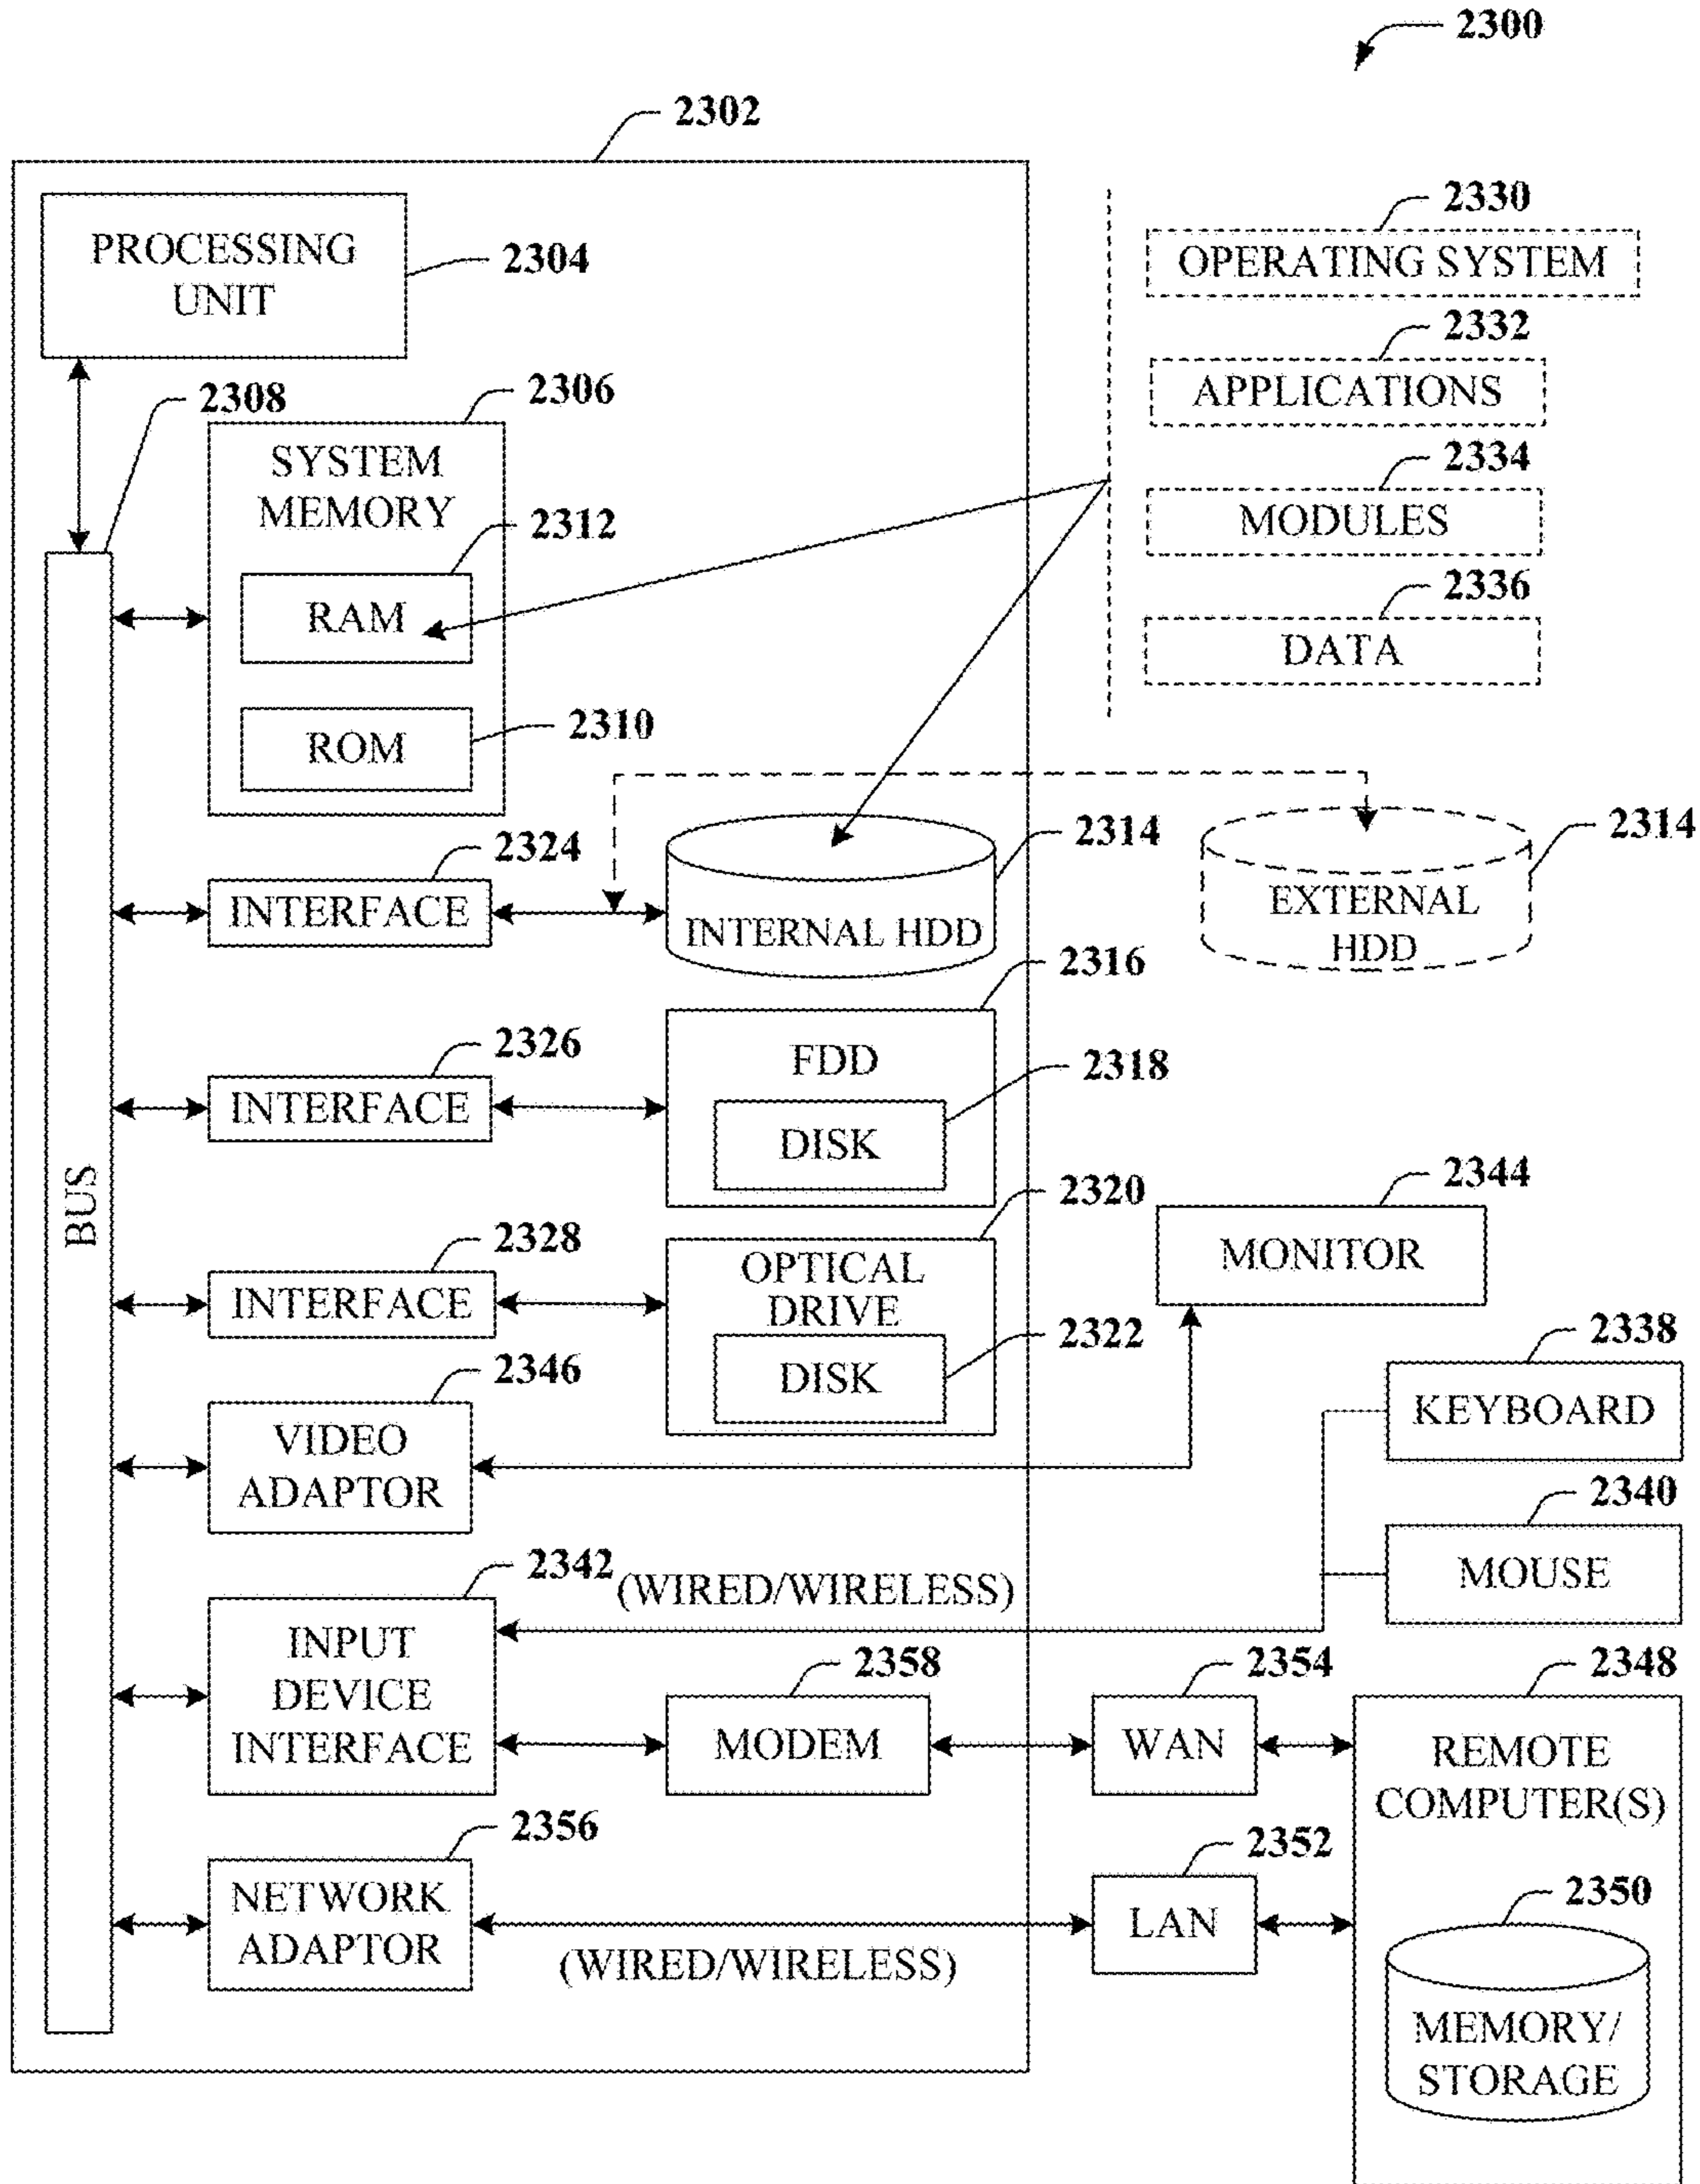 2300
2302
PROCESSING
UNIT
2304
2330
OPERATING SYSTEM
2332
APPLICATIONS
2334
MODULES
2336
DATA
2308
2306
SYSTEM
MEMORY
2312
RAM
2310
ROM
2324
INTERFACE
2314
INTERNAL HDD
2314
EXTERNAL
HDD
2316
FDD
2326
INTERFACE
2318
DISK
BUS
2320
OPTICAL
DRIVE
2328
INTERFACE
2322
DISK
2344
MONITOR
2346
VIDEO
ADAPTOR
2338
KEYBOARD
2340
MOUSE
2342
(WIRED/WIRELESS)
INPUT
DEVICE
INTERFACE
2358
MODEM
2354
WAN
2348
REMOTE
COMPUTER(S)
2356
NETWORK
ADAPTOR
(WIRED/WIRELESS)
2352
LAN
2350
MEMORY/
STORAGE